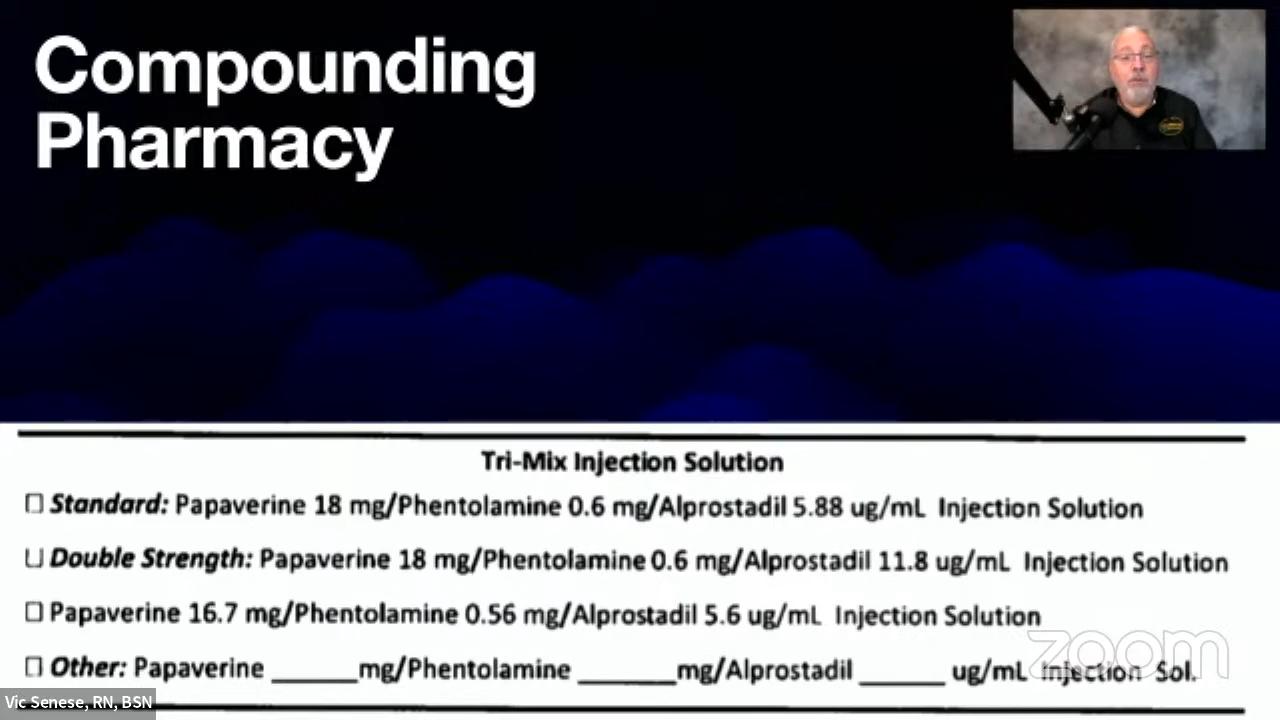 Compounding
Pharmacy
Tri-Mix Injection Solution
☐ Standard: Papaverine 18 mg/Phentolamine 0.6 mg/Alprostadil 5.88 ug/mL Injection Solution
☐ Double Strength: Papaverine 18 mg/Phentolamine 0.6 mg/Alprostadil 11.8 ug/mL Injection Solution
☐ Papaverine 16.7 mg/Phentolamine 0.56 mg/Alprostadil 5.6 ug/mL Injection Solution
☐ Other: Papaverine ______mg/Phentolamine _______mg/Alprostadil ______ ug/mL Injection Sol.
zoom
Vic Senese, RN, BSN